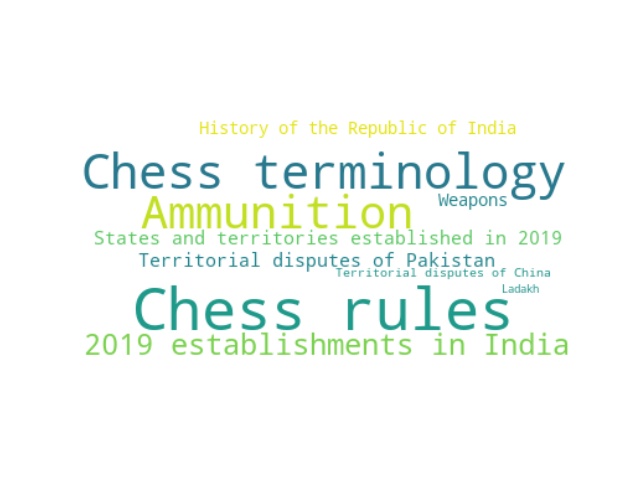 History of the Republic of India
Chess terminology
Weapons
Ammunition
States and territories established in 2019
Territorial disputes of Pakistan
Territorial disputes of China
Ladakh
Chess rules
2019 establishments in India